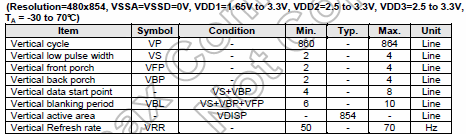 (Resolution=480x854, VSSA=VSSD=0V, VDD1=1.65V to 3.3V, VDD2=2.5 to 3.3V, VDD3=2.5 to 3.3V,
TA = -30 to 70℃)
Item Symbol Condition Min. Typ. Max. Unit
Vertical cycle VP - 860 864 Line
Vertical low pulse width VS - 2 - 4 Line
Vertical front porch VFP - 2 - 4 Line
Vertical back porch VBP - 2 - 4 Line
Vertical data start point - VS+VBP 4 - 8 Line
Vertical blanking period VBL VS+VBP+VFP 6 - 10 Line
Vertical active area - VDISP - 854 - Line
Vertical Refresh rate VRR - 50 - 70 Hz